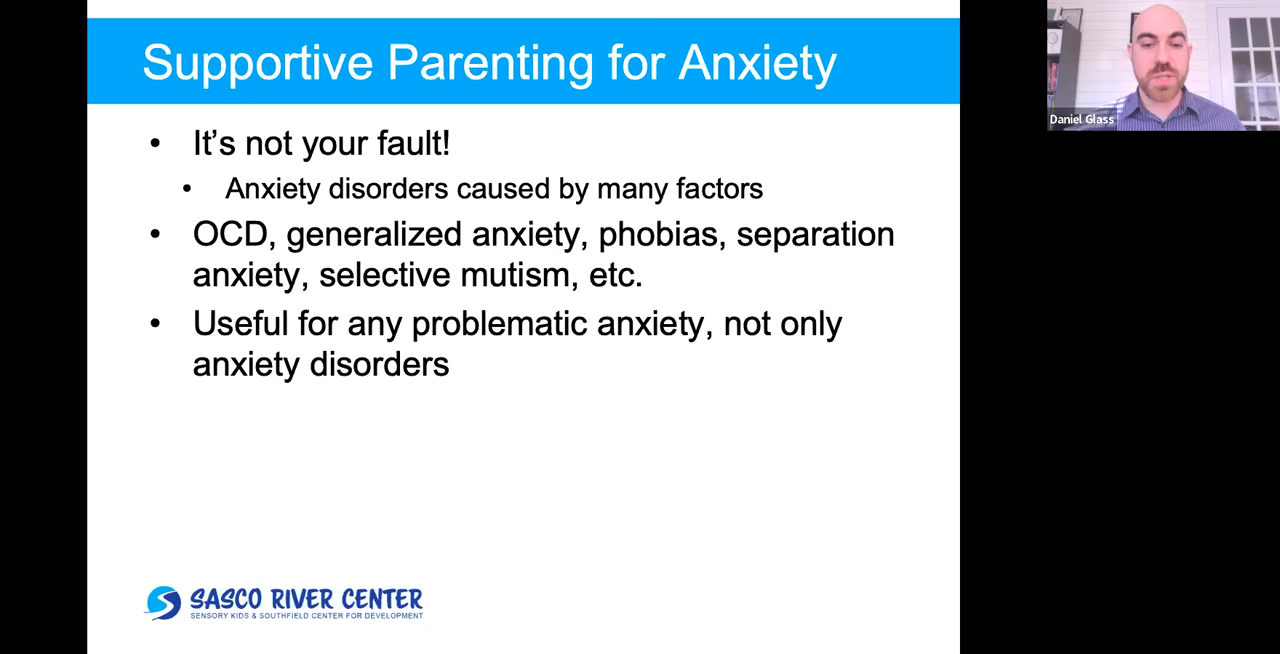 Supportive Parenting for Anxiety
• It's not your fault!
• Anxiety disorders caused by many factors
• OCD, generalized anxiety, phobias, separation
anxiety, selective mutism, etc.
• Useful for any problematic anxiety, not only
anxiety disorders
SASCO RIVER CENTER
SENSORY KIDS & SOUTHFIELD CENTER FOR DEVELOPMENT
Daniel Glass